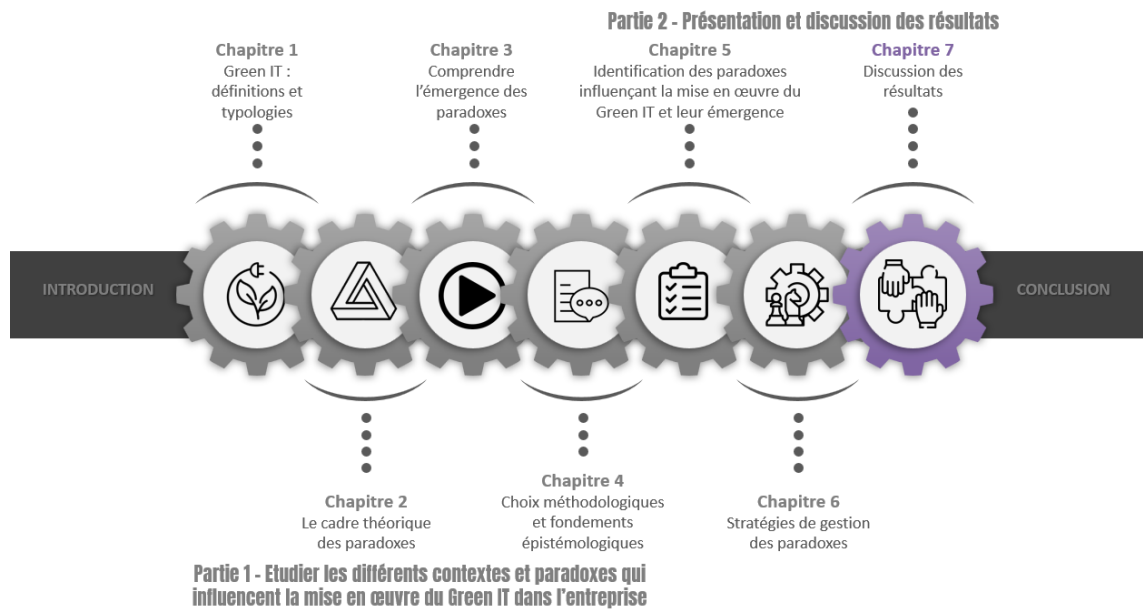 Partie 2 - Présentation et discussion des résultats
Chapitre 1
Green IT :
définitions et
typologies
Chapitre 3
Comprendre
l’émergence des
paradoxes
Chapitre 5
Identification des paradoxes
influençant la mise en œuvre du
Green IT et leur émergence
Chapitre 7
Discussion des
résultats
INTRODUCTION
CONCLUSION
Chapitre 2
Le cadre théorique
des paradoxes
Chapitre 4
Choix méthodologiques
et fondements
épistémologiques
Chapitre 6
Stratégies de gestion
des paradoxes
Partie 1 - Etudier les différents contextes et paradoxes qui
influencent la mise en œuvre du Green IT dans l’entreprise